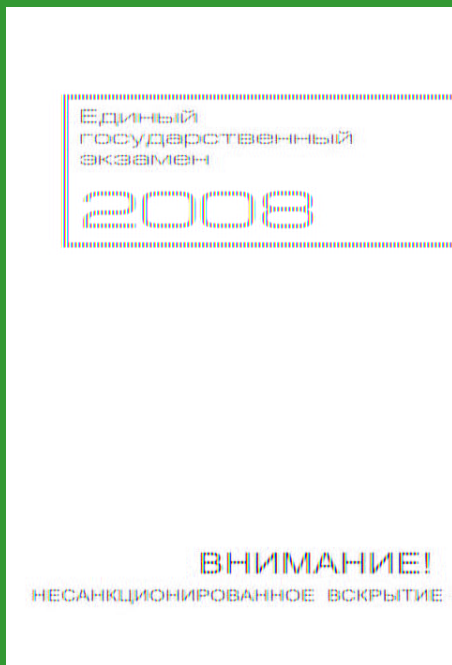 Единый
государственный
экзамен
2008
ВНИМАНИЕ!
НЕСАНКЦИОНИРОВАННОЕ ВСКРЫТИЕ